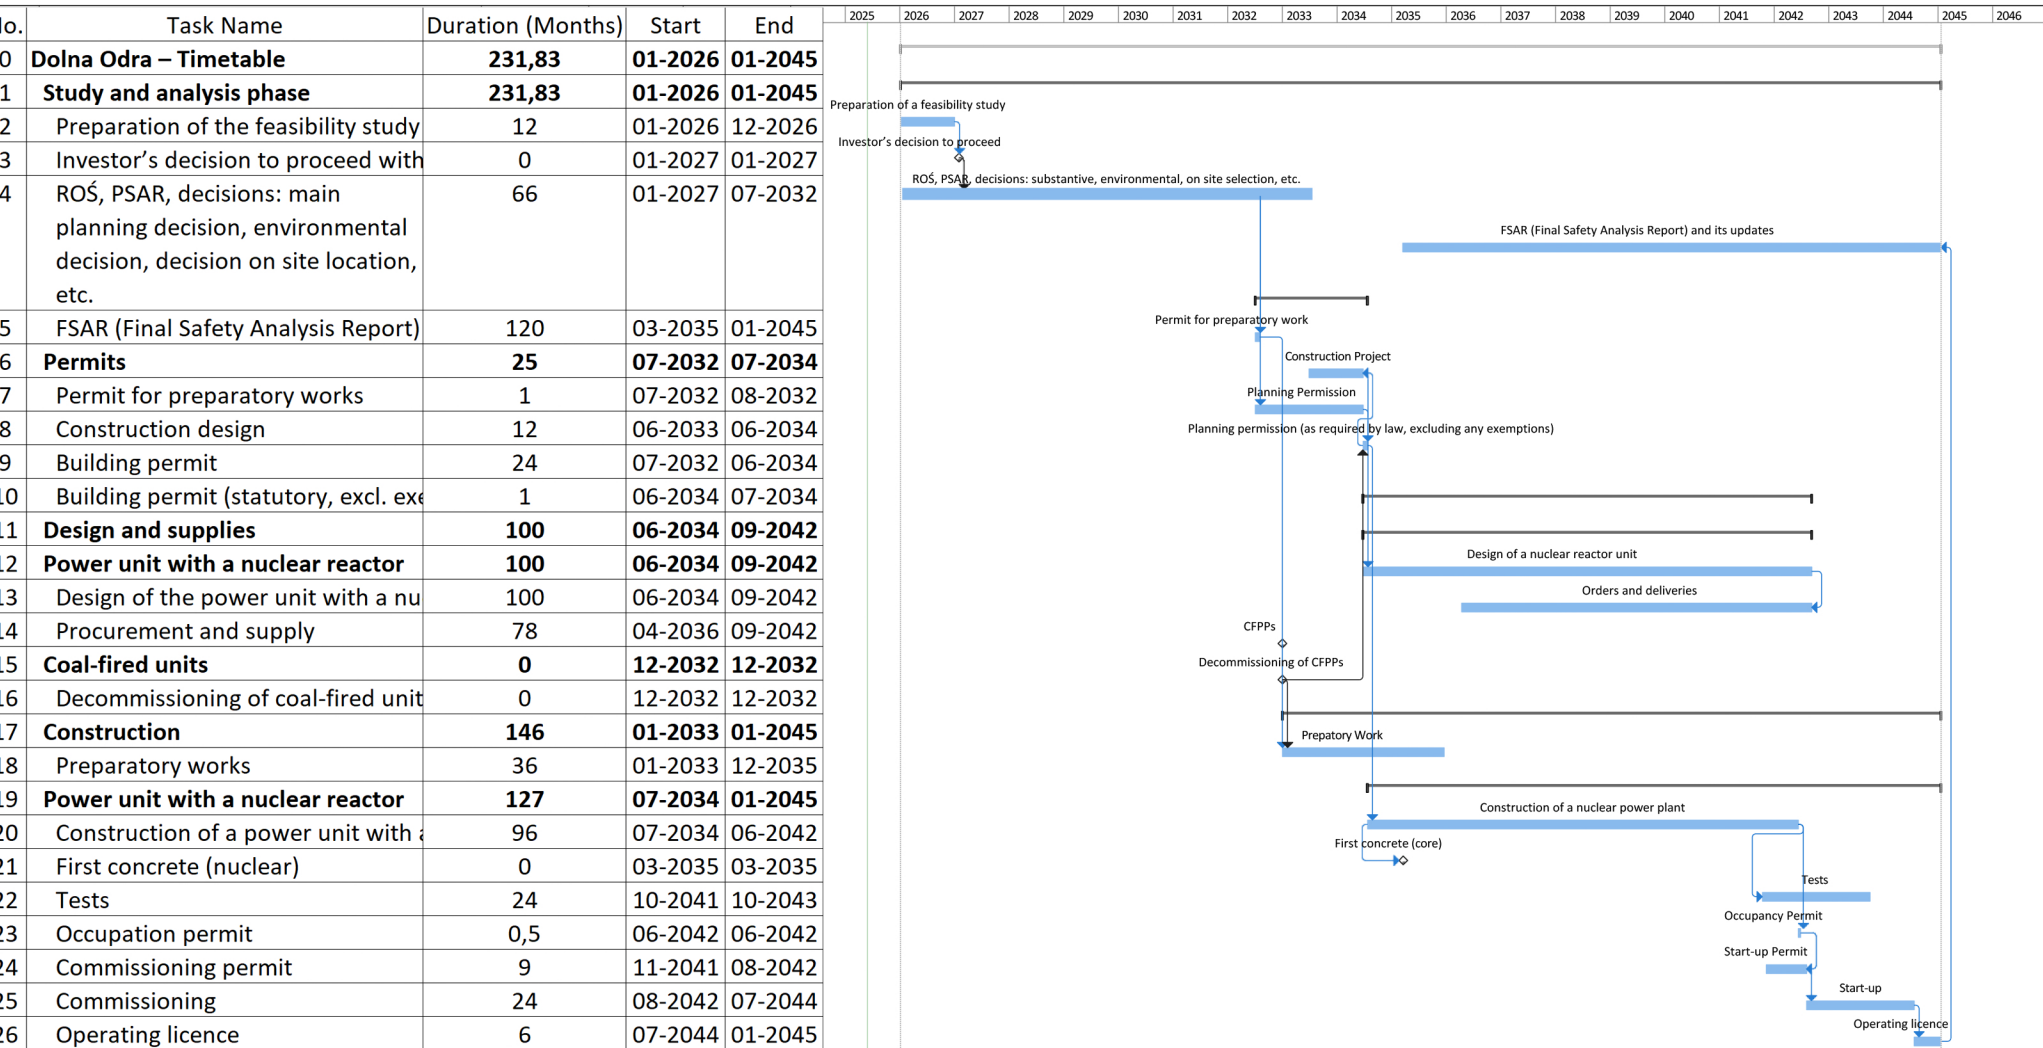 o. Task Name Duration (Months) Start End
0 Dolna Odra – Timetable 231,83 01-2026 01-2045
1 Study and analysis phase 231,83 01-2026 01-2045
2 Preparation of the feasibility study 12 01-2026 12-2026
3 Investor’s decision to proceed with 0 01-2027 01-2027
4 ROŚ, PSAR, decisions: main 66 01-2027 07-2032
planning decision, environmental
decision, decision on site location,
etc.
5 FSAR (Final Safety Analysis Report) 120 03-2035 01-2045
6 Permits 25 07-2032 07-2034
7 Permit for preparatory works 1 07-2032 08-2032
8 Construction design 12 06-2033 06-2034
9 Building permit 24 07-2032 06-2034
10 Building permit (statutory, excl. exe 1 06-2034 07-2034
11 Design and supplies 100 06-2034 09-2042
12 Power unit with a nuclear reactor 100 06-2034 09-2042
13 Design of the power unit with a nu 100 06-2034 09-2042
14 Procurement and supply 78 04-2036 09-2042
15 Coal-fired units 0 12-2032 12-2032
16 Decommissioning of coal-fired unit 0 12-2032 12-2032
17 Construction 146 01-2033 01-2045
18 Preparatory works 36 01-2033 12-2035
19 Power unit with a nuclear reactor 127 07-2034 01-2045
20 Construction of a power unit with a 96 07-2034 06-2042
21 First concrete (nuclear) 0 03-2035 03-2035
22 Tests 24 10-2041 10-2043
23 Occupation permit 0,5 06-2042 06-2042
24 Commissioning permit 9 11-2041 08-2042
25 Commissioning 24 08-2042 07-2044
26 Operating licence 6 07-2044 01-2045
2025 2026 2027 2028 2029 2030 2031 2032 2033 2034 2035 2036 2037 2038 2039 2040 2041 2042 2043 2044 2045 2046
Preparation of a feasibility study
Investor’s decision to proceed
ROŚ, PSAR, decisions: substantive, environmental, on site selection, etc.
FSAR (Final Safety Analysis Report) and its updates
Permit for preparatory work
Construction Project
Planning Permission
Planning permission (as required by law, excluding any exemptions)
Design of a nuclear reactor unit
Orders and deliveries
CFPPs
Decommissioning of CFPPs
Prepatory Work
Construction of a nuclear power plant
First concrete (core)
Tests
Occupancy Permit
Start-up Permit
Start-up
Operating licence